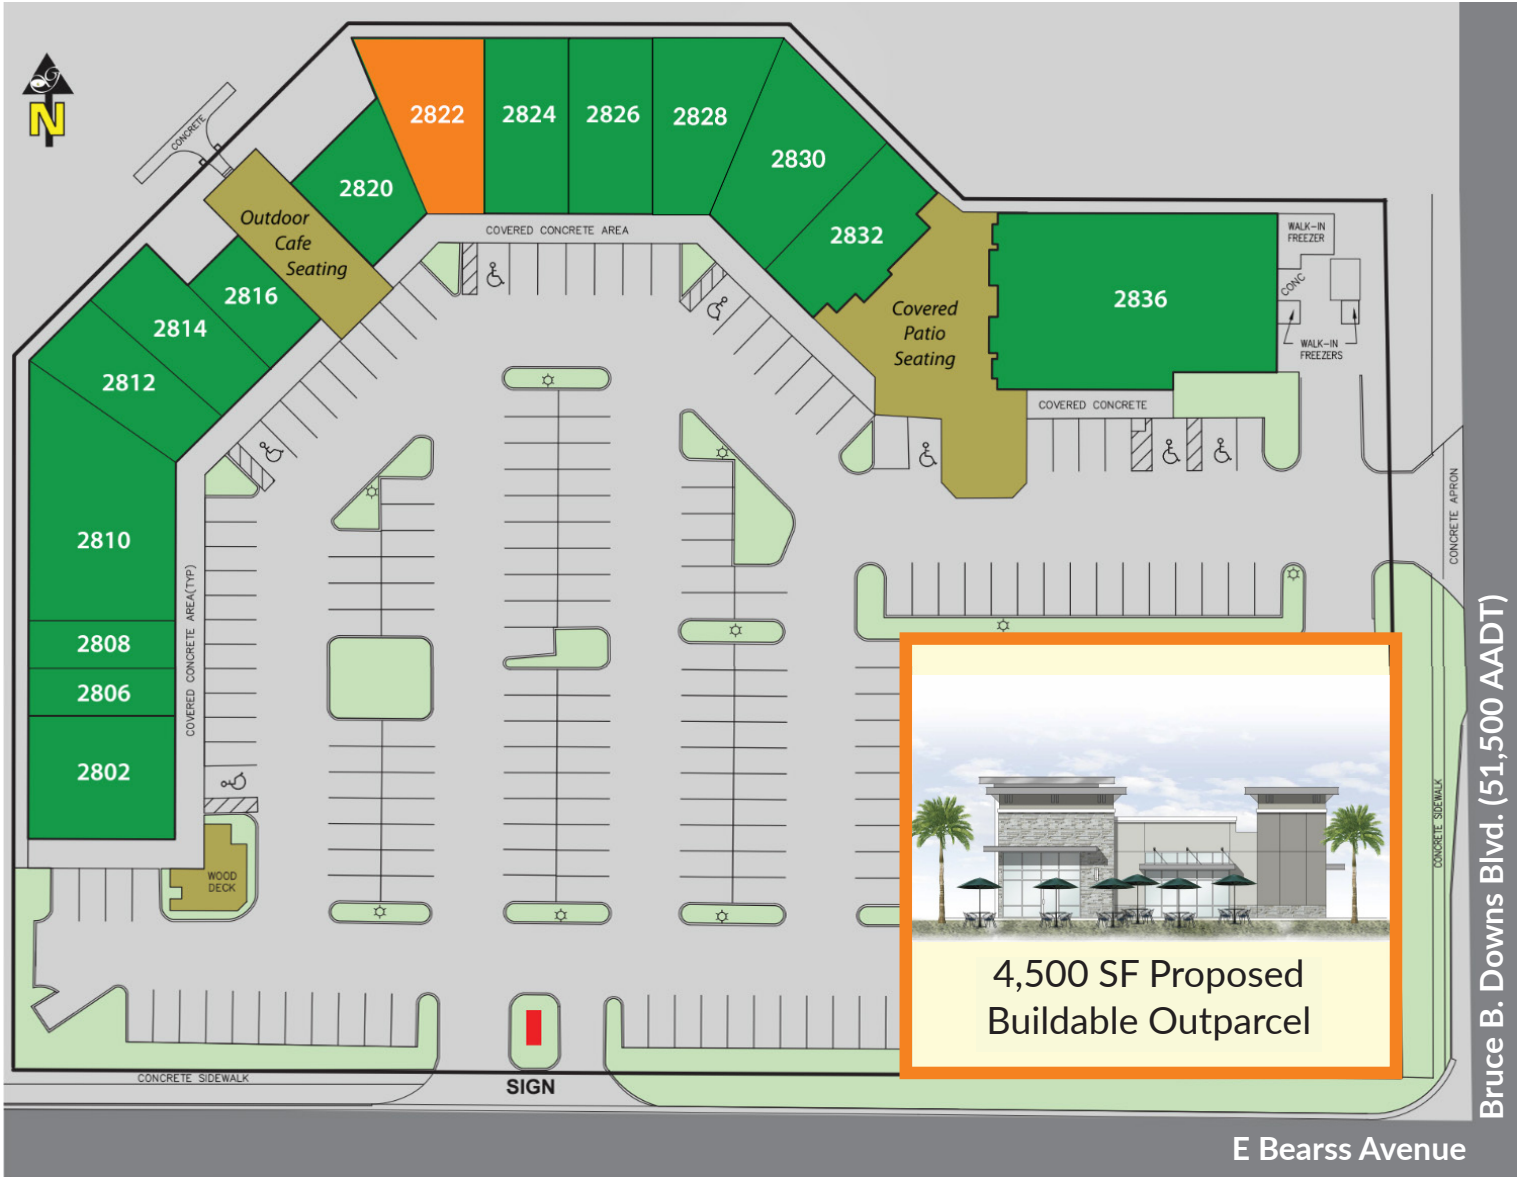 N
CONCRETE
2822
2824
2826
2828
2830
2832
2820
Outdoor
Cafe
Seating
2816
2814
2812
2810
2808
2806
2802
COVERED CONCRETE AREA
COVERED CONCRETE AREA(TYP)
Covered
Patio
Seating
2836
WALK-IN
FREEZER
CONC
WALK-IN
FREEZERS
COVERED CONCRETE
CONCRETE APRON
WOOD
DECK
CONCRETE SIDEWALK
CONCRETE SIDEWALK
SIGN
4,500 SF Proposed
Buildable Outparcel
Bruce B. Downs Blvd. (51,500 AADT)
E Bearss Avenue